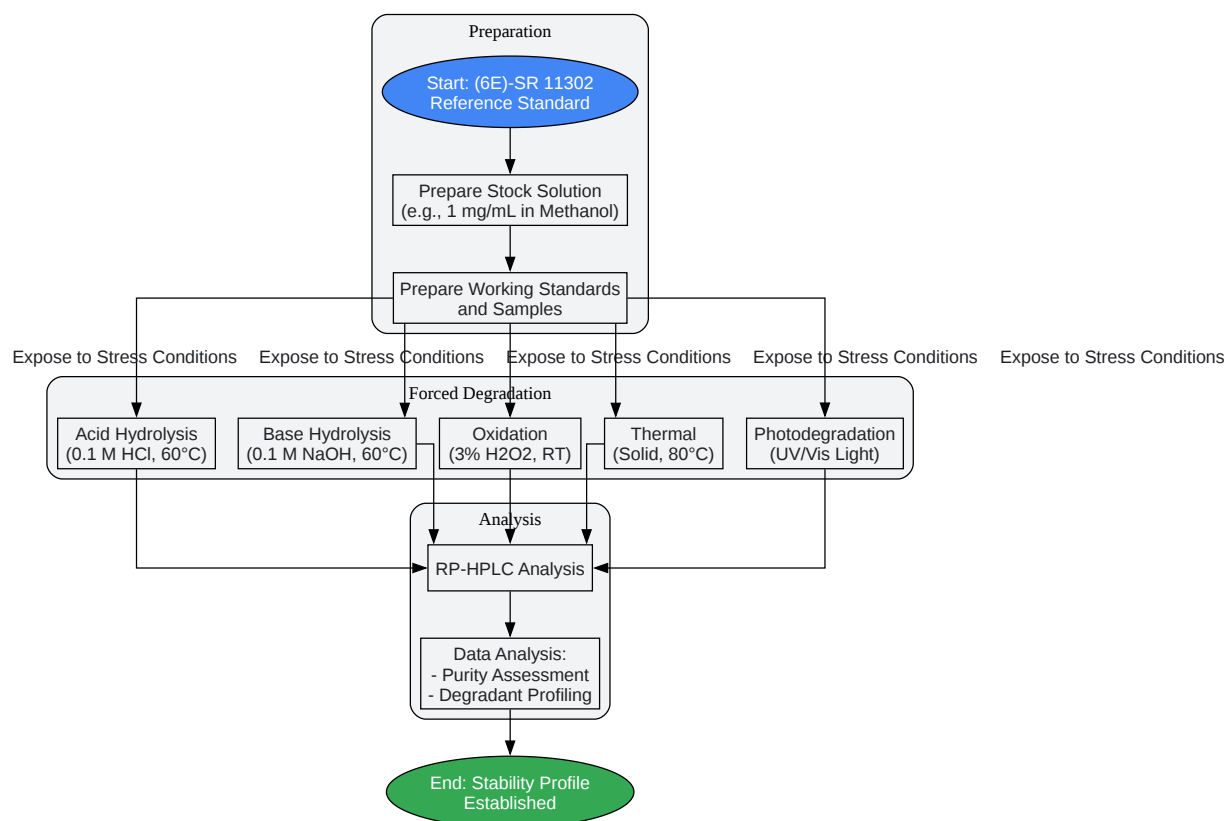 Preparation
Start: (6E)-SR 11302
Reference Standard
Prepare Stock Solution
(e.g., 1 mg/mL in Methanol)
Prepare Working Standards
and Samples
Expose to Stress Conditions
Expose to Stress Conditions
Expose to Stress Conditions
Expose to Stress Conditions
Expose to Stress Conditions
Forced Degradation
Acid Hydrolysis
(0.1 M HCl, 60°C)
Base Hydrolysis
(0.1 M NaOH, 60°C)
Oxidation
(3% H2O2, RT)
Thermal
(Solid, 80°C)
Photodegradation
(UV/Vis Light)
Analysis
RP-HPLC Analysis
Data Analysis:
- Purity Assessment
- Degradant Profiling
End: Stability Profile
Established